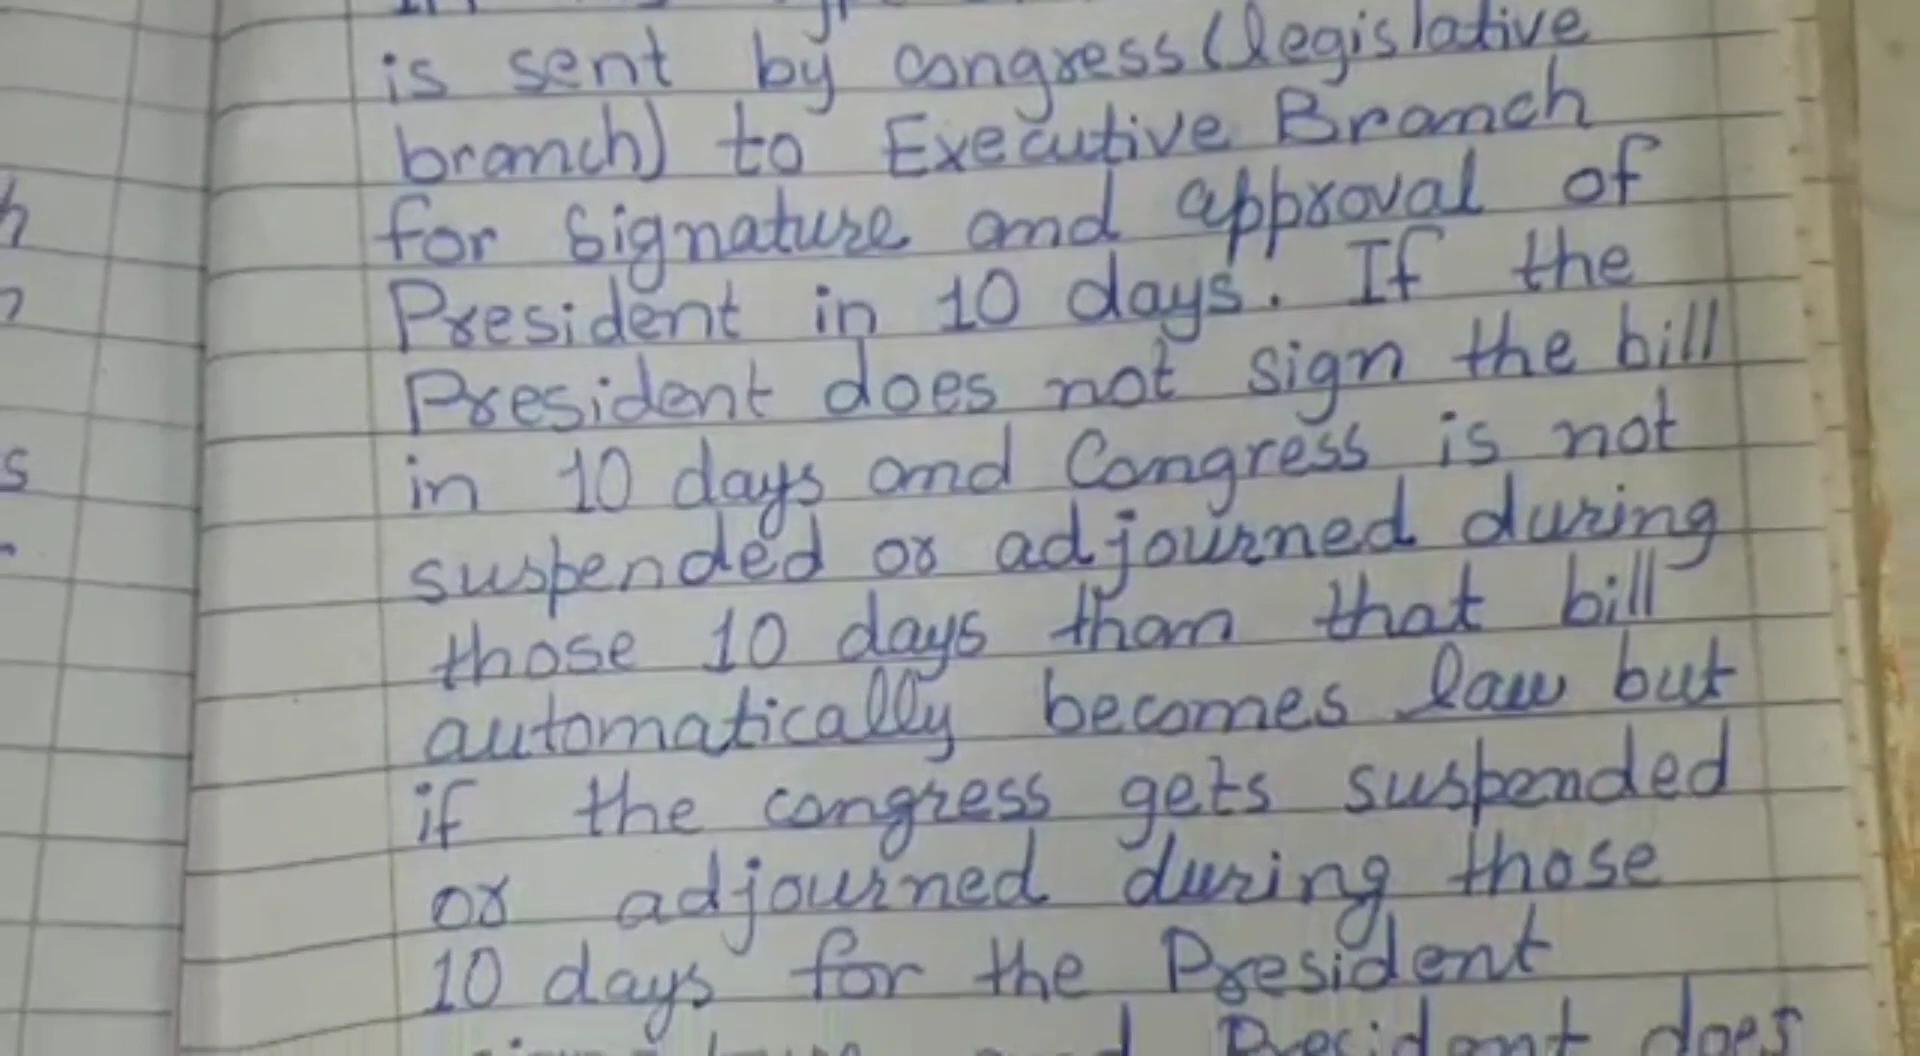 is sent by congress (legislative
branch) to Executive Branch
for signature and approval of
President in 10 days. If the
President does not sign the bill
in 10 days and Congress is not
suspended or adjourned during
those 10 days than that bill
automatically becomes law but
if the congress gets suspended
or adjourned during those
10 days for the President
President does